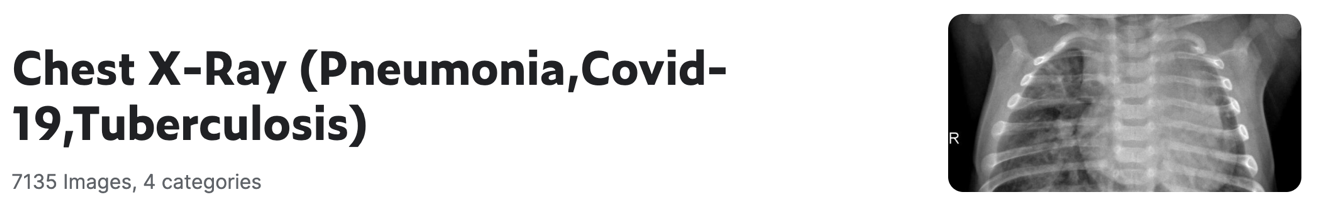 Chest X-Ray (Pneumonia,Covid-
19,Tuberculosis)
7135 Images, 4 categories
R